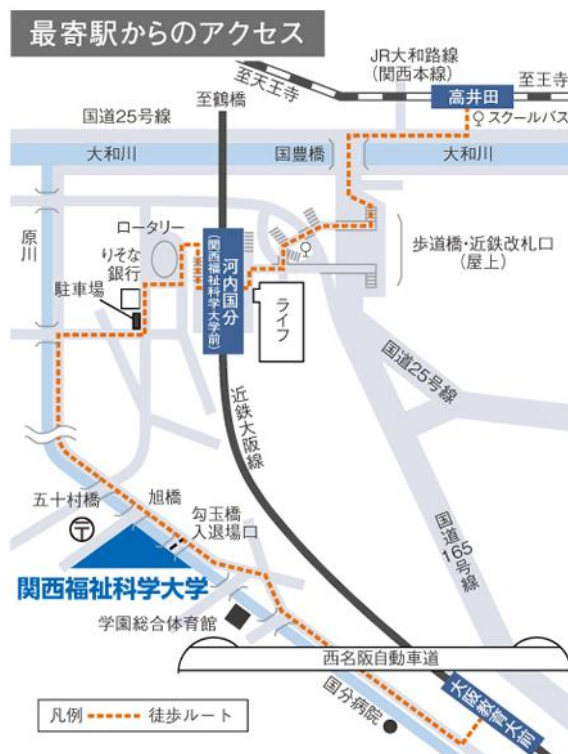 最寄駅からのアクセス
JR大和路線
(関西本線)
至天王寺
至王寺
高井田
スクールバス
至鶴橋
国道25号線
大和川
国豊橋
大和川
原川
ロータリー
りそな
銀行
駐車場
河内国分
(関西福祉科学大学前)
ライフ
歩道橋・近鉄改札口
(屋上)
国道25号線
近鉄大阪線
国道165号線
五十村橋
旭橋
勾玉橋
入退場口
関西福祉科学大学
学園総合体育館
西名阪自動車道
国分病院
大阪教育大前
凡例
徒歩ルート